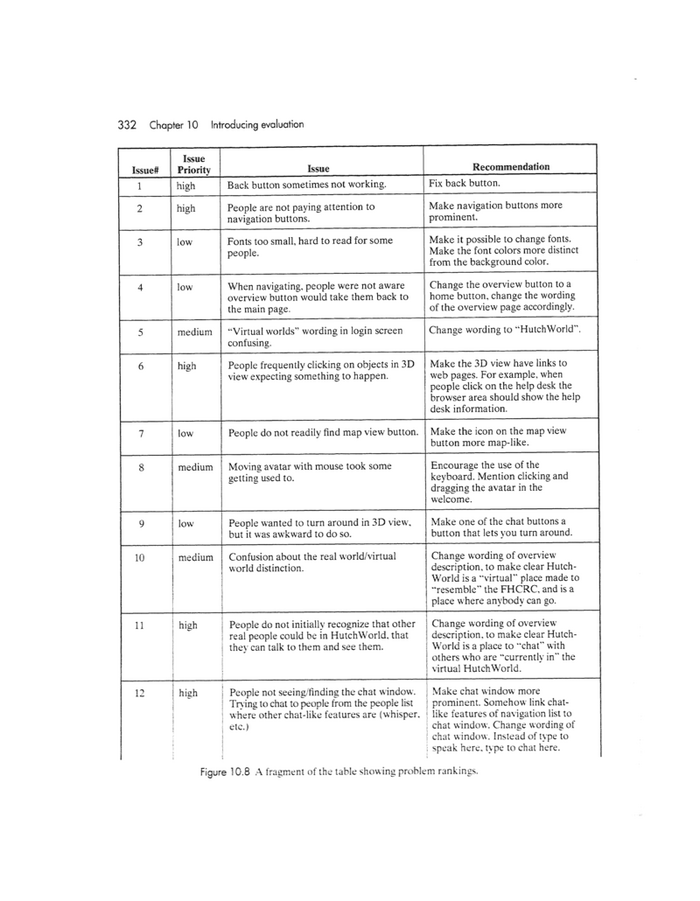 332 Chapter 10 Introducing evaluation
Issue# Issue Priority Issue Recommendation
1 high Back button sometimes not working. Fix back button.
2 high People are not paying attention to Make navigation buttons more
navigation buttons. prominent.
3 low Fonts too small, hard to read for some Make it possible to change fonts.
people. Make the font colors more distinct
from the background color.
4 low When navigating, people were not aware Change the overview button to a
overview button would take them back to home button, change the wording
the main page. of the overview page accordingly.
5 medium "Virtual worlds" wording in login screen Change wording to "HutchWorld".
confusing.
6 high People frequently clicking on objects in 3D Make the 3D view have links to
view expecting something to happen. web pages. For example, when
people click on the help desk the
browser area should show the help
desk information.
7 low People do not readily find map view button. Make the icon on the map view
button more map-like.
8 medium Moving avatar with mouse took some Encourage the use of the
getting used to. keyboard. Mention clicking and
dragging the avatar in the
welcome.
9 low People wanted to turn around in 3D view, Make one of the chat buttons a
but it was awkward to do so. button that lets you turn around.
10 medium Confusion about the real world/virtual Change wording of overview
world distinction. description, to make clear Hutch-
World is a "virtual" place made to
"resemble" the FHCRC, and is a
place where anybody can go.
11 high People do not initially recognize that other Change wording of overview
real people could be in HutchWorld, that description, to make clear Hutch-
they can talk to them and see them. World is a place to "chat" with
others who are "currently in" the
virtual HutchWorld.
12 high People not seeing/finding the chat window. Make chat window more
Trying to chat to people from the people list prominent. Somehow link chat-
where other chat-like features are (whisper, like features of navigation list to
etc.) chat window. Change wording of
chat window. Instead of type to
speak here, type to chat here.
Figure 10.8 A fragment of the table showing problem rankings.